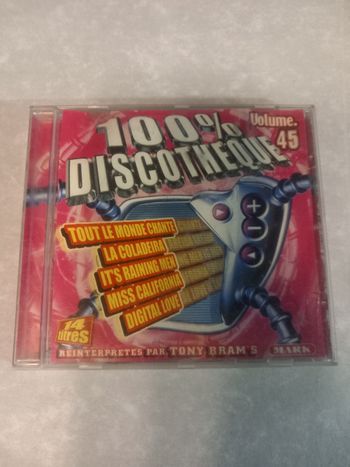 100%
Volume.
45
DISCOTHEQUE
TOUT LE MONDE CHANTE
LA COLADEIRA
IT'S RAINING MEN
MISS CALIFORNIA
DIGITAL LOVE
14
titres
REINTERPRETES PAR TONY BRAM'S